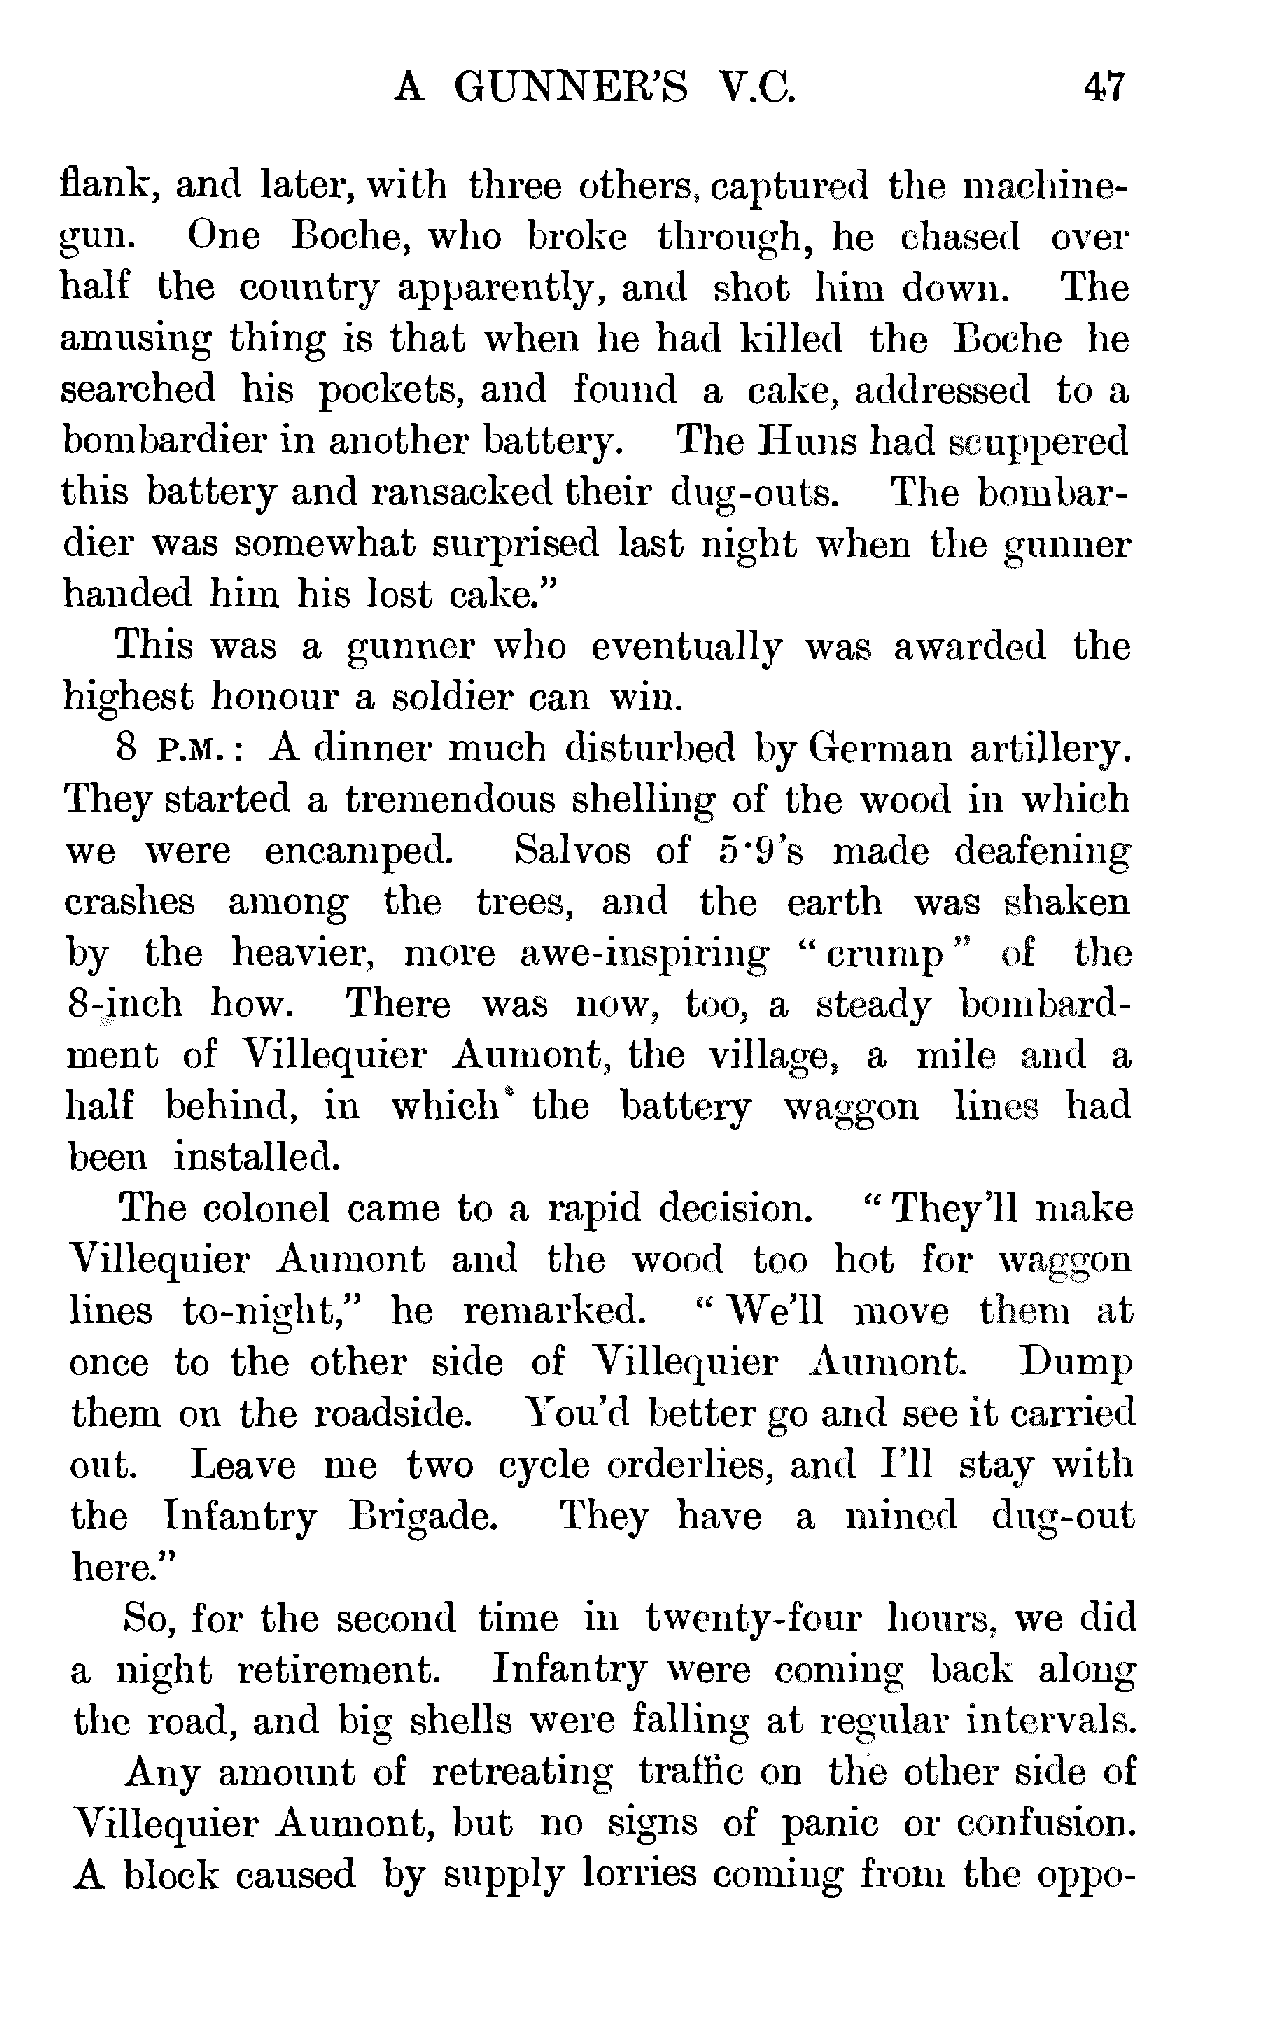 A GUNNER'S V.C. 47
flank, and later, with three others, captured the machine-
gun. One Boche, who broke through, he chased over
half the country apparently, and shot him down. The
amusing thing is that when he had killed the Boche he
searched his pockets, and found a cake, addressed to a
bombardier in another battery. The Huns had scuppered
this battery and ransacked their dug-outs. The bombar-
dier was somewhat surprised last night when the gunner
handed him his lost cake.”
This was a gunner who eventually was awarded the
highest honour a soldier can win.
8 P.M.: A dinner much disturbed by German artillery.
They started a tremendous shelling of the wood in which
we were encamped. Salvos of 5·9's made deafening
crashes among the trees, and the earth was shaken
by the heavier, more awe-inspiring “crump” of the
8-inch how. There was now, too, a steady bombard-
ment of Villequier Aumont, the village, a mile and a
half behind, in which the battery waggon lines had
been installed.
The colonel came to a rapid decision. “They'll make
Villequier Aumont and the wood too hot for waggon
lines to-night,” he remarked. “We'll move them at
once to the other side of Villequier Aumont. Dump
them on the roadside. You'd better go and see it carried
out. Leave me two cycle orderlies, and I'll stay with
the Infantry Brigade. They have a mined dug-out
here.”
So, for the second time in twenty-four hours, we did
a night retirement. Infantry were coming back along
the road, and big shells were falling at regular intervals.
Any amount of retreating traffic on the other side of
Villequier Aumont, but no signs of panic or confusion.
A block caused by supply lorries coming from the oppo-